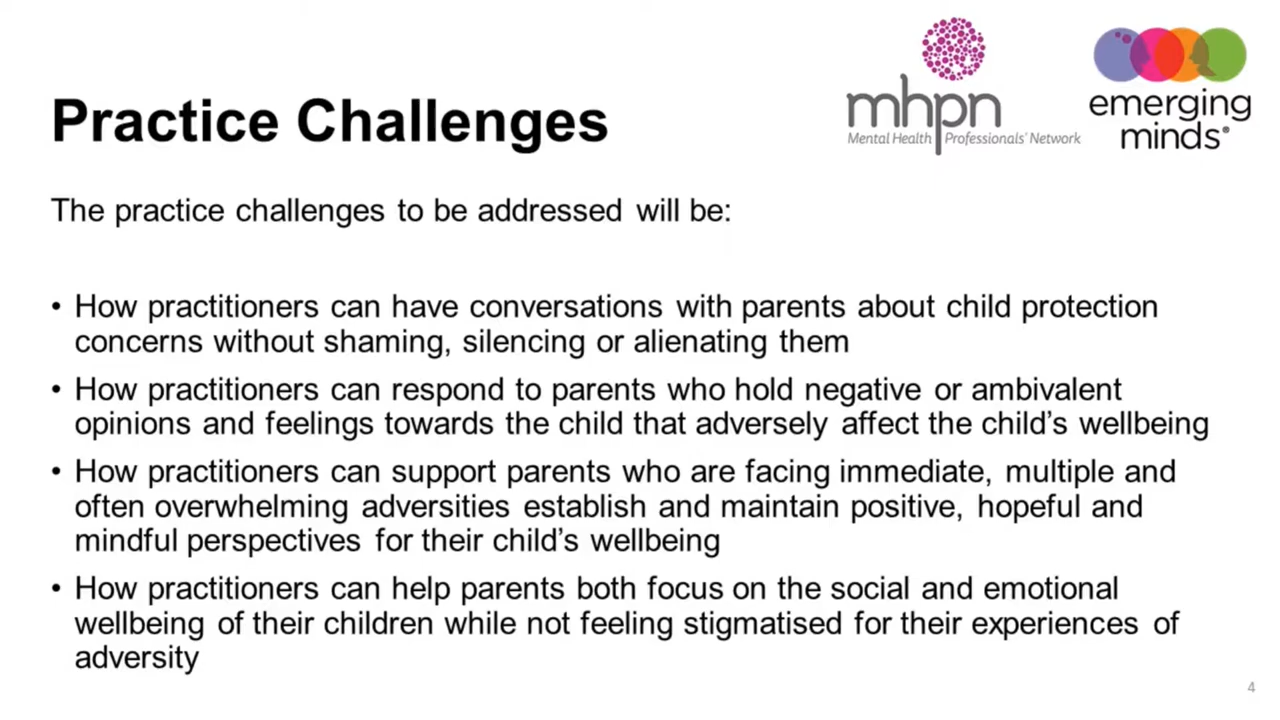 mhpn
Mental Health Professionals' Network
emerging
minds®
Practice Challenges
The practice challenges to be addressed will be:
• How practitioners can have conversations with parents about child protection
concerns without shaming, silencing or alienating them
• How practitioners can respond to parents who hold negative or ambivalent
opinions and feelings towards the child that adversely affect the child’s wellbeing
• How practitioners can support parents who are facing immediate, multiple and
often overwhelming adversities establish and maintain positive, hopeful and
mindful perspectives for their child’s wellbeing
• How practitioners can help parents both focus on the social and emotional
wellbeing of their children while not feeling stigmatised for their experiences of
adversity
4